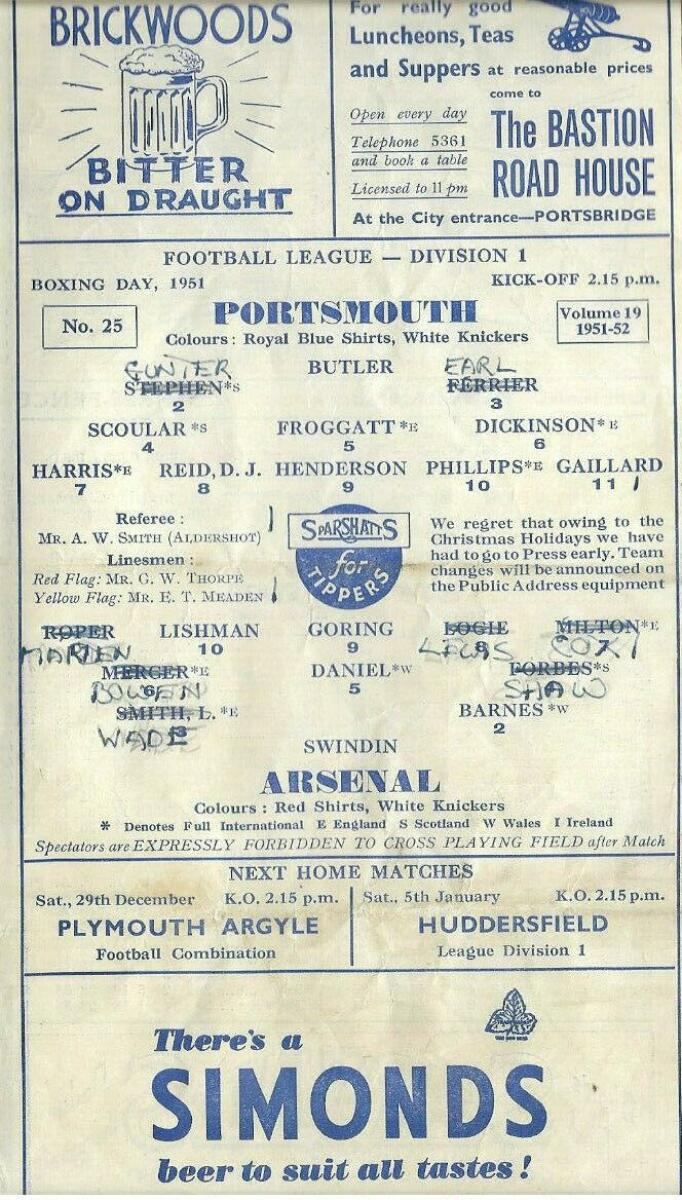 BRICKWOODS
BITTER
ON DRAUGHT
For really good
Luncheons, Teas
and Suppers at reasonable prices
come to
Open every day
Telephone 5361
and book a table
Licensed to 11 pm
The BASTION
ROAD HOUSE
At the City entrance—PORTSBRIDGE
FOOTBALL LEAGUE — DIVISION 1
BOXING DAY, 1951 KICK-OFF 2.15 p.m.
No. 25
PORTSMOUTH
Volume 19
1951-52
Colours: Royal Blue Shirts, White Knickers
GUNTER BUTLER EARL
STEPHEN*S FERRIER
2 3
SCOULAR*S FROGGATT*E DICKINSON*E
4 5 6
HARRIS*E REID, D. J. HENDERSON PHILLIPS*E GAILLARD
7 8 9 10 11 1
Referee:
MR. A. W. SMITH (ALDERSHOT)
Linesmen:
Red Flag: MR. G. W. THORPE
Yellow Flag: MR. E. T. MEADEN
SPARSHATTS
for
TIPPERS
We regret that owing to the
Christmas Holidays we have
had to go to Press early. Team
changes will be announced on
the Public Address equipment
ROPER LISHMAN GORING LOGIE MILTON*E
MARDEN 10 9 LEWIS 8 COX 7 1
MERCER*E DANIEL*W FORBES*S
BOWEN 6 5 SHAW
SMITH, L.*E BARNES*W
WADE 3 2
SWINDIN
ARSENAL
Colours: Red Shirts, White Knickers
* Denotes Full International E England S Scotland W Wales I Ireland
Spectators are EXPRESSLY FORBIDDEN TO CROSS PLAYING FIELD after Match
NEXT HOME MATCHES
Sat., 29th December K.O. 2.15 p.m.
PLYMOUTH ARGYLE
Football Combination
Sat., 5th January K.O. 2.15 p.m.
HUDDERSFIELD
League Division 1
There's a
SIMONDS
beer to suit all tastes!